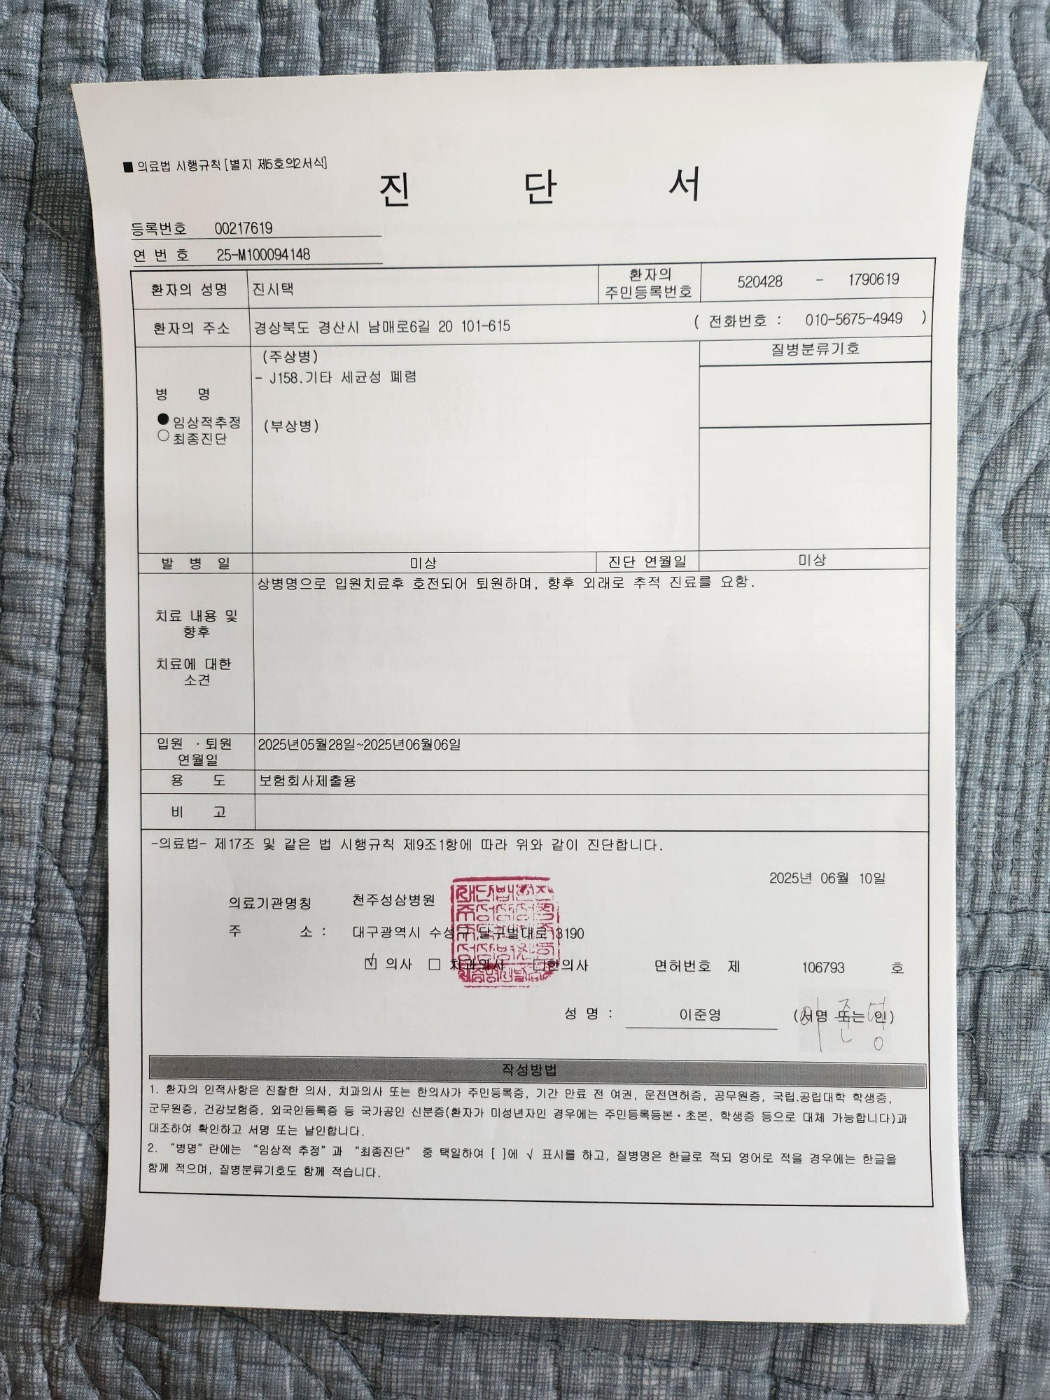 ■ 의료법 시행규칙 [별지 제5호의2서식]
진 단 서
등록번호 00217619
연 번 호 25-M100094148
환자의 성명 진시택 환자의 주민등록번호 520428 - 1790619
환자의 주소 경상북도 경산시 남매로6길 20 101-615 ( 전화번호 : 010-5675-4949 )
병 명
● 임상적추정
○ 최종진단
(주상병)
- J158.기타 세균성 폐렴
(부상병)
질병분류기호
발 병 일 미상 진단 연월일 미상
치료 내용 및
향후
치료에 대한
소견
상병명으로 입원치료후 호전되어 퇴원하며, 향후 외래로 추적 진료를 요함.
입원 · 퇴원
연월일
2025년05월28일~2025년06월06일
용 도 보험회사제출용
비 고
-의료법- 제17조 및 같은 법 시행규칙 제9조1항에 따라 위와 같이 진단합니다.
2025년 06월 10일
의료기관명칭 천주성삼병원
주 소 : 대구광역시 수성구 달구벌대로 3190
☑ 의사 □ 치과의사 □ 한의사 면허번호 제 106793 호
성 명 : 이준영 (서명 또는 인)
이준영
작성방법
1. 환자의 인적사항은 진찰한 의사, 치과의사 또는 한의사가 주민등록증, 기간 만료 전 여권, 운전면허증, 공무원증, 국립,공립대학 학생증,
군무원증, 건강보험증, 외국인등록증 등 국가공인 신분증(환자가 미성년자인 경우에는 주민등록등본·초본, 학생증 등으로 대체 가능합니다)과
대조하여 확인하고 서명 또는 날인합니다.
2. “병명” 란에는 “임상적 추정”과 “최종진단” 중 택일하여 [ ]에 √ 표시를 하고, 질병명은 한글로 적되 영어로 적을 경우에는 한글을
함께 적으며, 질병분류기호도 함께 적습니다.